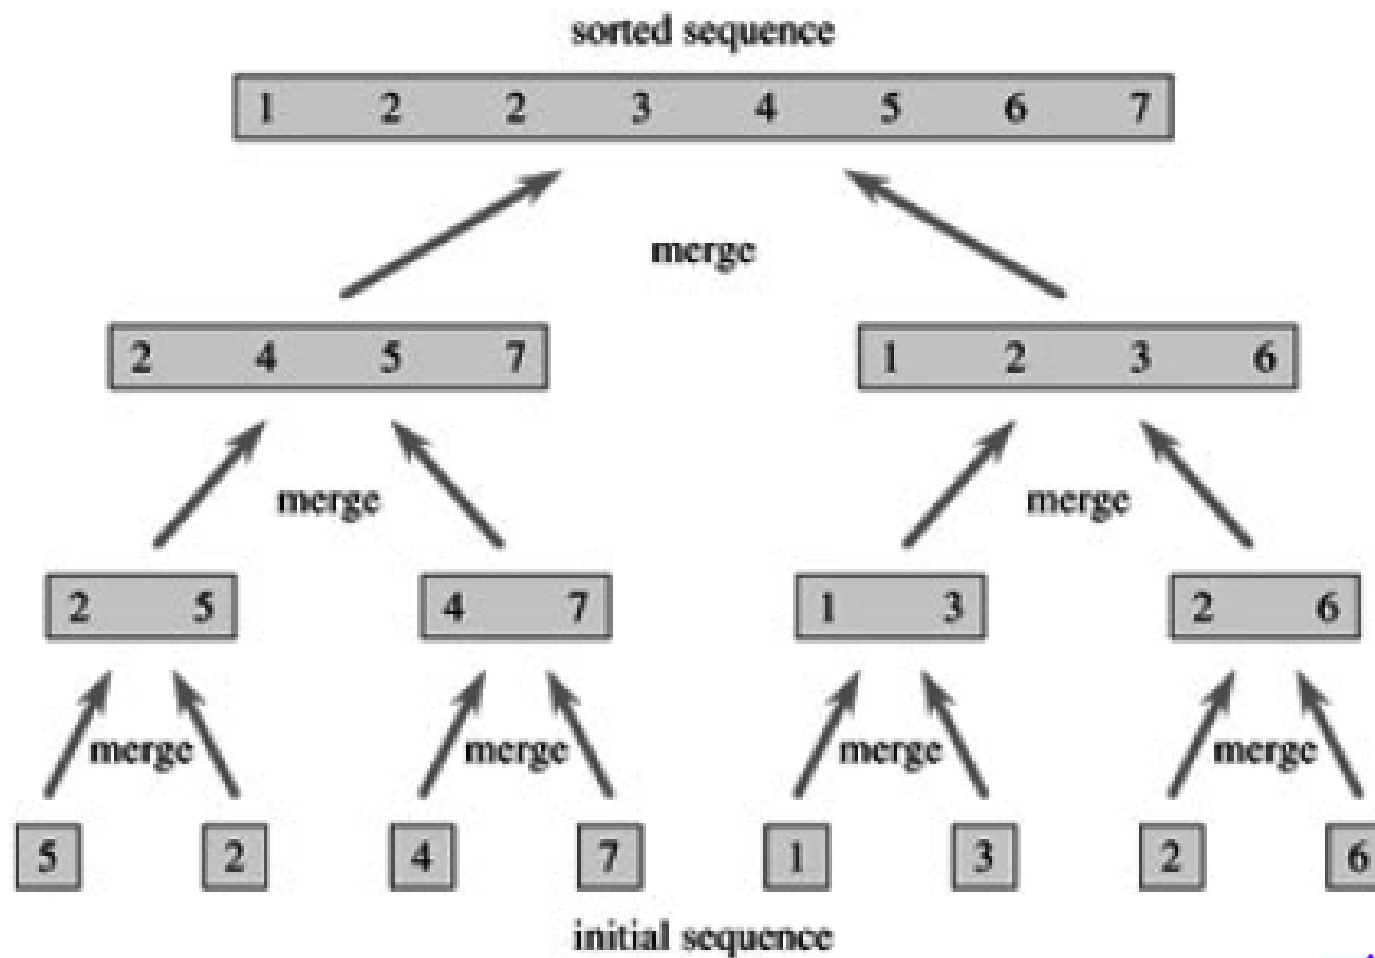 sorted sequence
1 2 2 3 4 5 6 7
merge
2 4 5 7
1 2 3 6
merge
merge
2 5
4 7
1 3
2 6
merge
merge
merge
merge
5
2
4
7
1
3
2
6
initial sequence